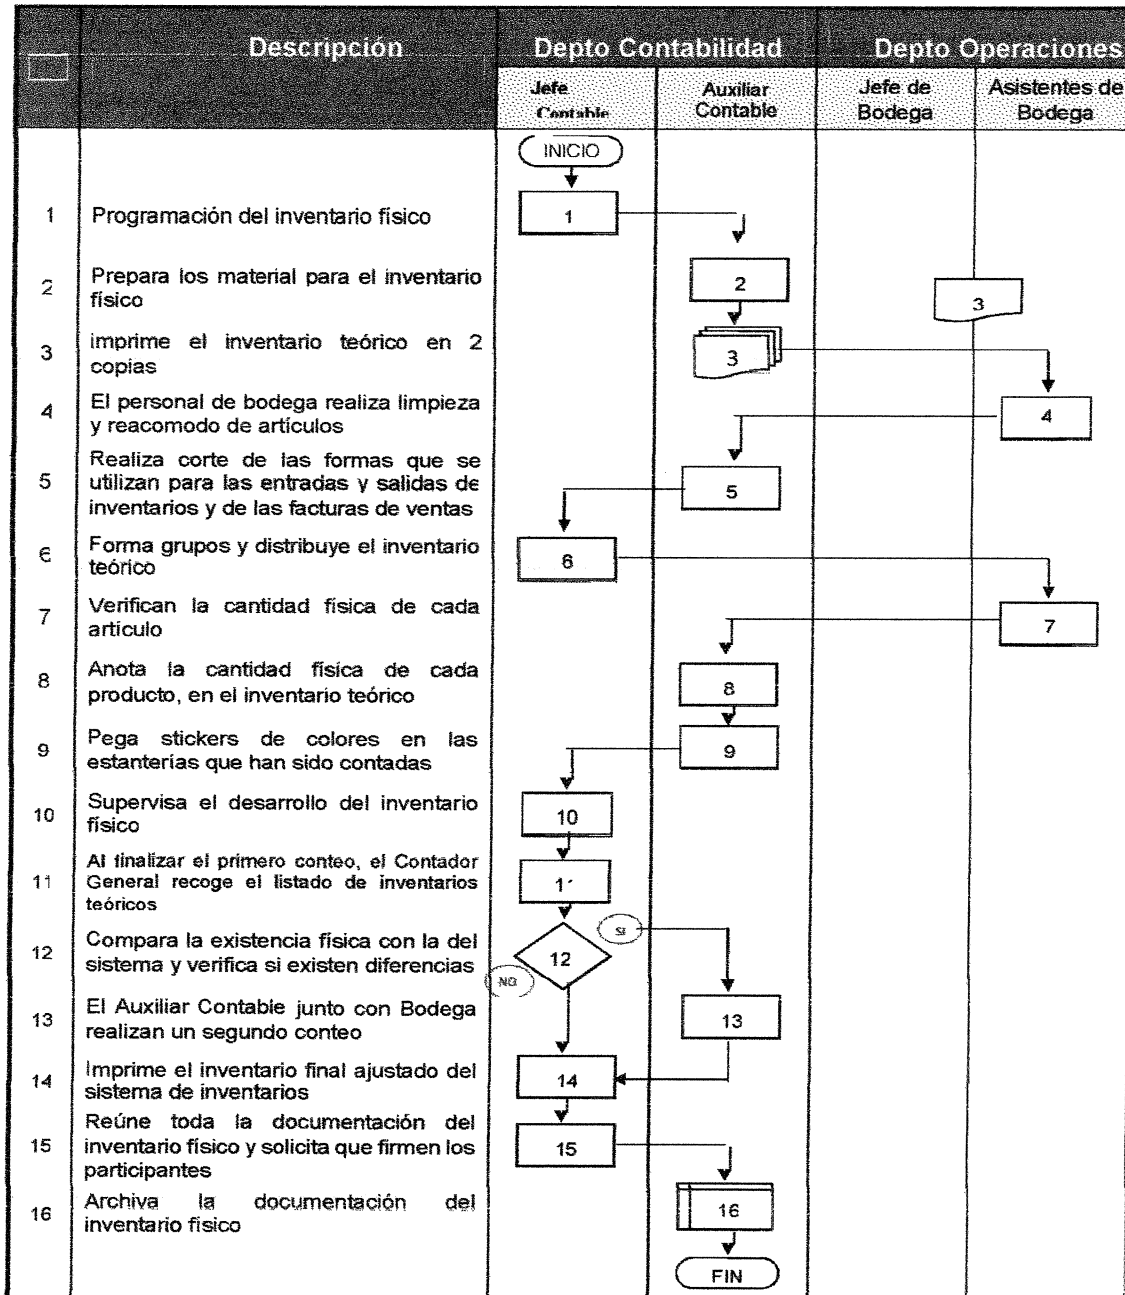 Descripción
Depto Contabilidad
Depto Operaciones
Jefe
Contable
Auxiliar
Contable
Jefe de
Bodega
Asistentes de
Bodega
INICIO
1
Programación del inventario físico
1
2
Prepara los material para el inventario
físico
2
3
3
imprime el inventario teórico en 2
copias
3
4
El personal de bodega realiza limpieza
y reacomodo de artículos
4
5
Realiza corte de las formas que se
utilizan para las entradas y salidas de
inventarios y de las facturas de ventas
5
6
Forma grupos y distribuye el inventario
teórico
6
7
Verifican la cantidad física de cada
artículo
7
8
Anota la cantidad física de cada
producto, en el inventario teórico
8
9
Pega stickers de colores en las
estanterías que han sido contadas
9
10
Supervisa el desarrollo del inventario
físico
10
11
Al finalizar el primero conteo, el Contador
General recoge el listado de inventarios
teóricos
11
SI
12
Compara la existencia física con la del
sistema y verifica si existen diferencias
12
NO
13
El Auxiliar Contable junto con Bodega
realizan un segundo conteo
13
14
Imprime el inventario final ajustado del
sistema de inventarios
14
15
Reúne toda la documentación del
inventario físico y solicita que firmen los
participantes
15
16
Archiva la documentación del
inventario físico
16
FIN